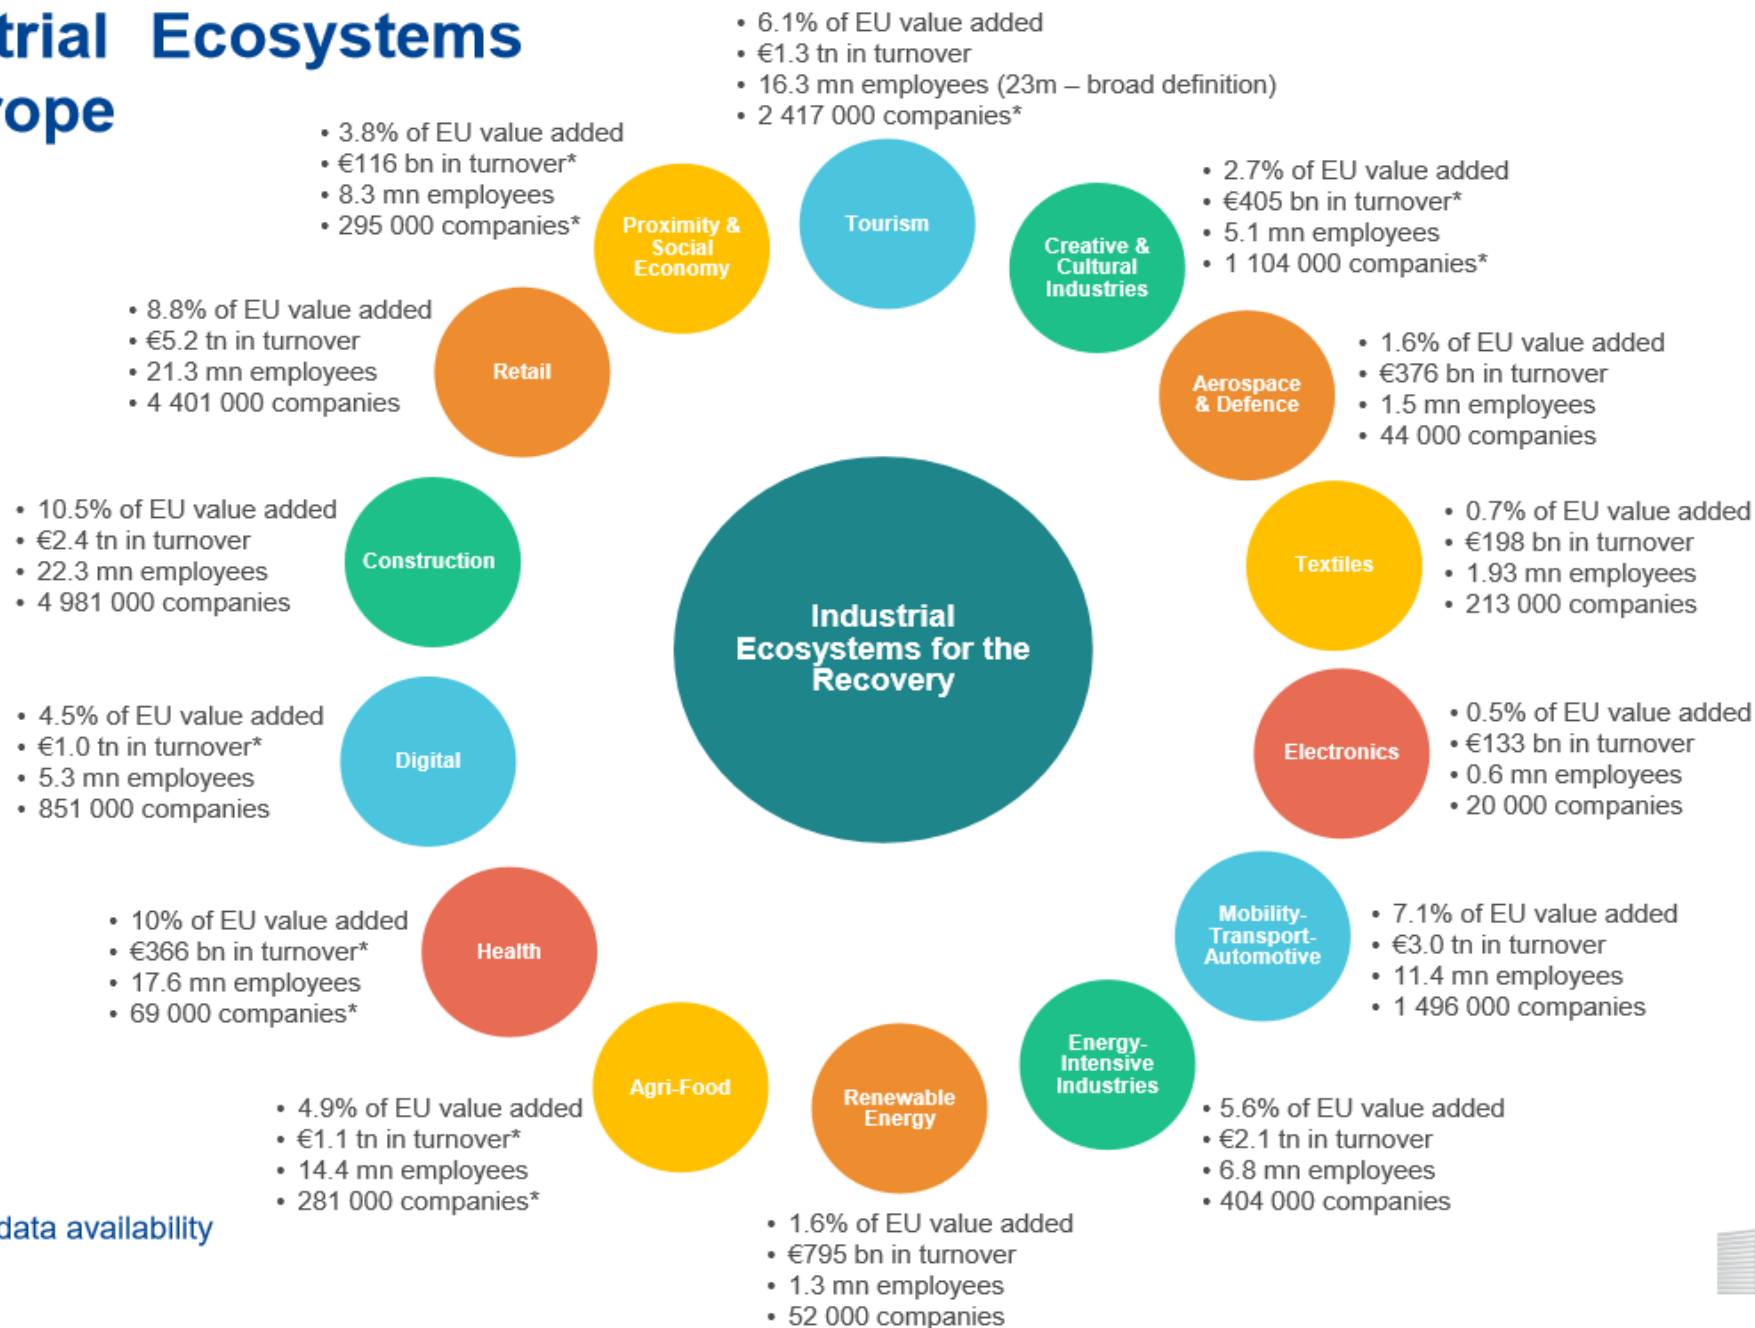 trial Ecosystems
rope
• 6.1% of EU value added
• €1.3 tn in turnover
• 16.3 mn employees (23m – broad definition)
• 2 417 000 companies*
Tourism
• 2.7% of EU value added
• €405 bn in turnover*
• 5.1 mn employees
• 1 104 000 companies*
Creative &
Cultural
Industries
• 1.6% of EU value added
• €376 bn in turnover
• 1.5 mn employees
• 44 000 companies
Aerospace
& Defence
• 0.7% of EU value added
• €198 bn in turnover
• 1.93 mn employees
• 213 000 companies
Textiles
• 0.5% of EU value added
• €133 bn in turnover
• 0.6 mn employees
• 20 000 companies
Electronics
• 7.1% of EU value added
• €3.0 tn in turnover
• 11.4 mn employees
• 1 496 000 companies
Mobility-
Transport-
Automotive
• 5.6% of EU value added
• €2.1 tn in turnover
• 6.8 mn employees
• 404 000 companies
Energy-
Intensive
Industries
• 1.6% of EU value added
• €795 bn in turnover
• 1.3 mn employees
• 52 000 companies
Renewable
Energy
• 4.9% of EU value added
• €1.1 tn in turnover*
• 14.4 mn employees
• 281 000 companies*
Agri-Food
• 10% of EU value added
• €366 bn in turnover*
• 17.6 mn employees
• 69 000 companies*
Health
• 4.5% of EU value added
• €1.0 tn in turnover*
• 5.3 mn employees
• 851 000 companies
Digital
• 10.5% of EU value added
• €2.4 tn in turnover
• 22.3 mn employees
• 4 981 000 companies
Construction
• 8.8% of EU value added
• €5.2 tn in turnover
• 21.3 mn employees
• 4 401 000 companies
Retail
• 3.8% of EU value added
• €116 bn in turnover*
• 8.3 mn employees
• 295 000 companies*
Proximity &
Social
Economy
Industrial
Ecosystems for the
Recovery
data availability